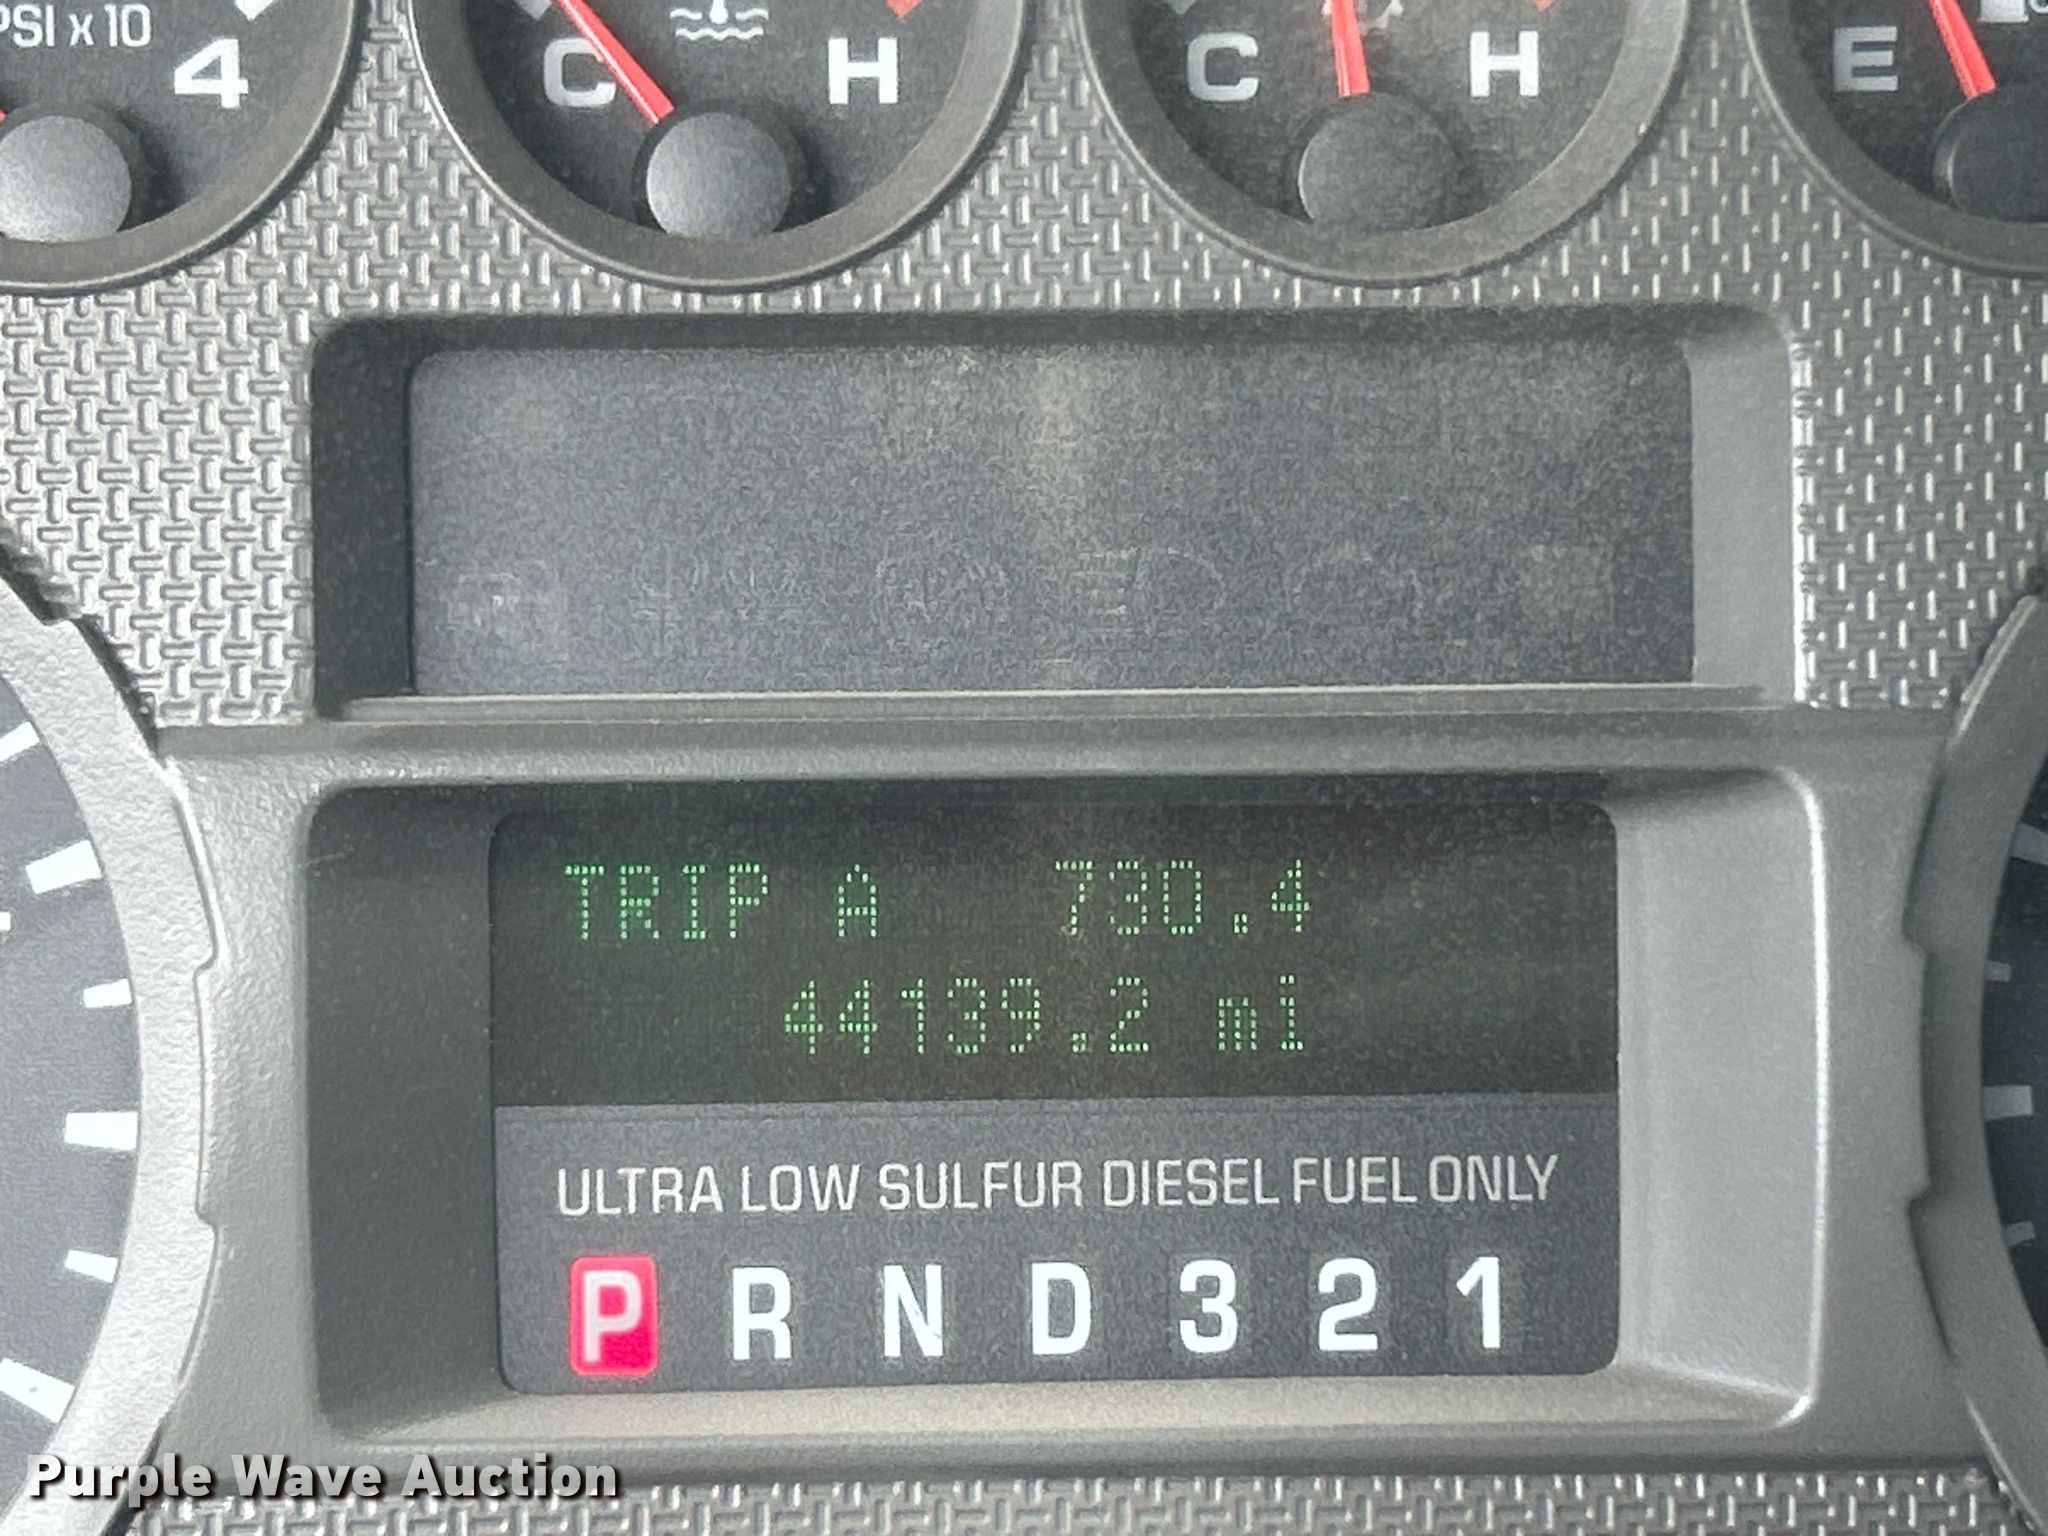 PSI x 10
4
C
H
C
H
E
TRIP A 730.4
44139.2 mi
ULTRA LOW SULFUR DIESEL FUEL ONLY
P R N D 3 2 1
Purple Wave Auction